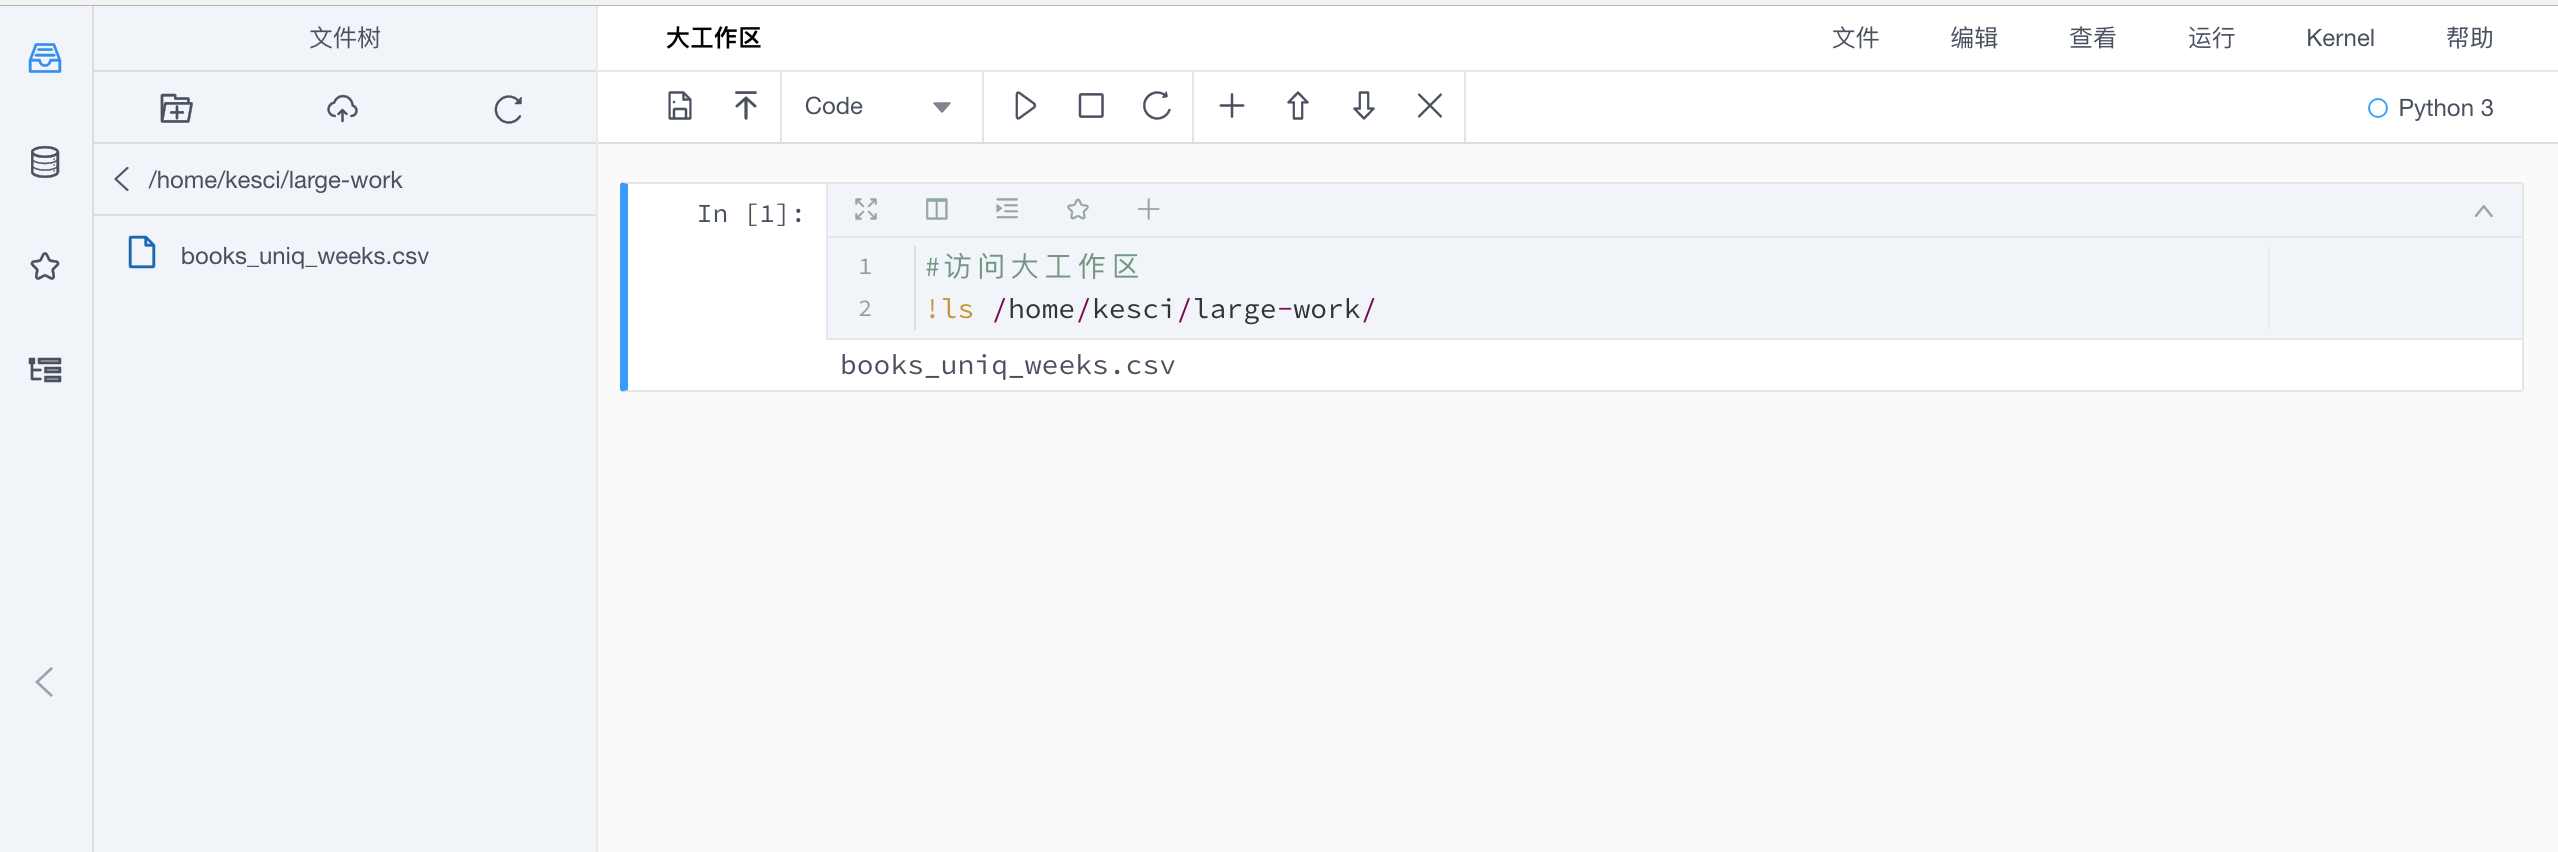 文件树
/home/kesci/large-work
books_uniq_weeks.csv
大工作区 文件 编辑 查看 运行 Kernel 帮助
Code Python 3
In [1]:
1 #访问大工作区
2 !ls /home/kesci/large-work/
books_uniq_weeks.csv